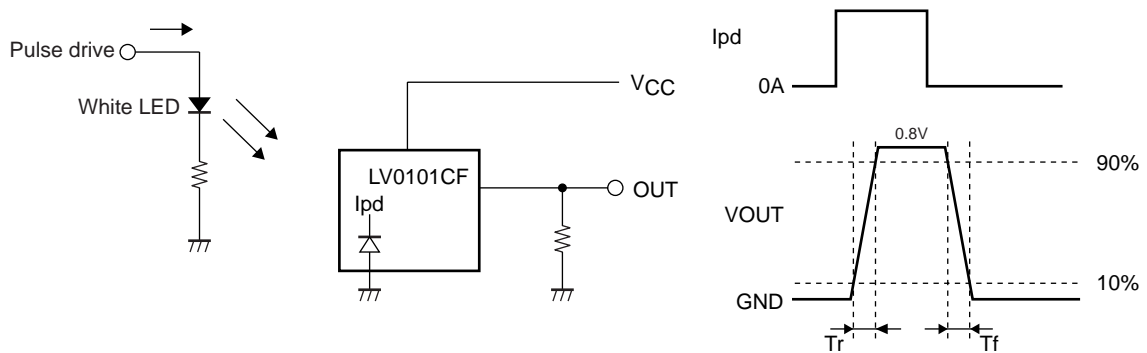 Pulse drive
White LED
VCC
LV0101CF
Ipd
OUT
Ipd
0A
0.8V
90%
VOUT
10%
GND
Tr
Tf